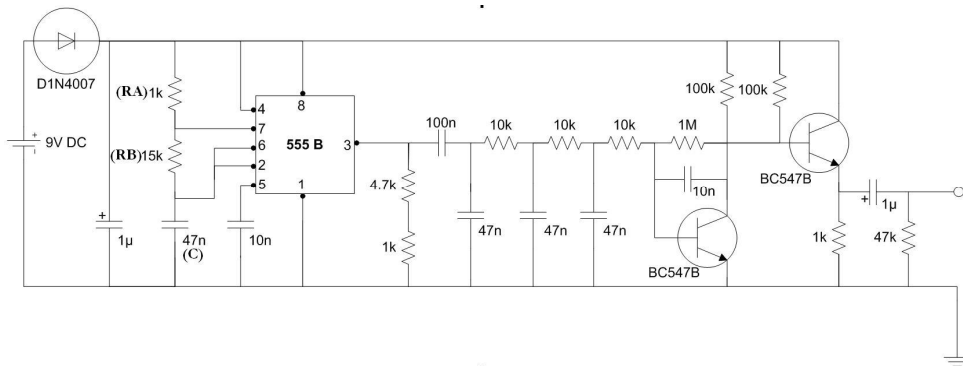 D1N4007
9V DC
+
-
+
1µ
(RA)1k
(RB)15k
47n
(C)
10n
4
7
6
2
5
8
555 B
3
1
4.7k
1k
100n
10k
10k
10k
1M
47n
47n
47n
10n
BC547B
100k
100k
BC547B
+
1µ
1k
47k